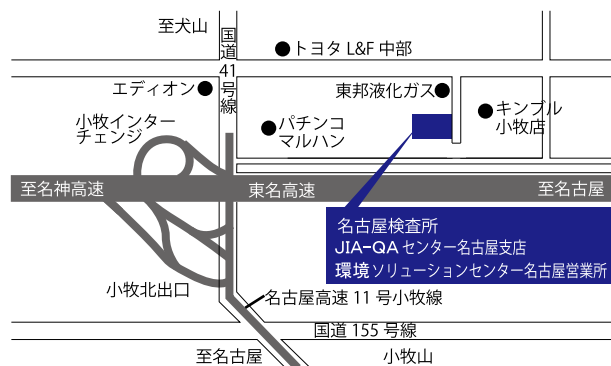 至犬山
国道41号線
トヨタ L&F 中部
エディオン
東邦液化ガス
キンブル
小牧店
小牧インター
チェンジ
パチンコ
マルハン
至名神高速
東名高速
至名古屋
名古屋検査所
JIA-QA センター名古屋支店
環境ソリューションセンター名古屋営業所
小牧北出口
名古屋高速 11 号小牧線
国道 155 号線
至名古屋
小牧山